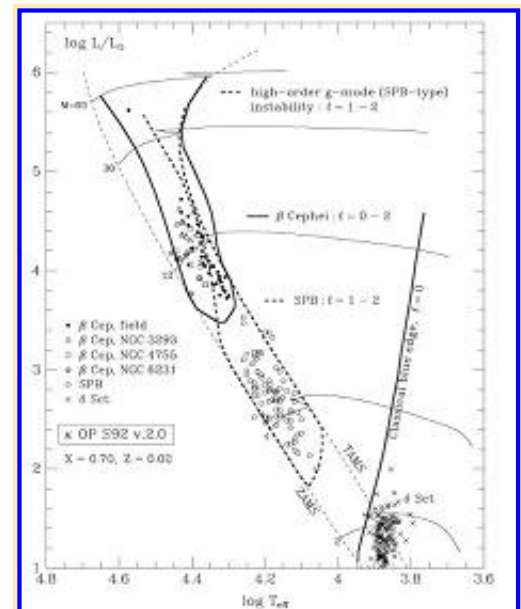 log L/L⊙
6
5
4
3
2
1
M=60
30
12
high-order g-mode (SPB-type)
instability : ℓ = 1 − 2
β Cephei : ℓ = 0 − 2
SPB : ℓ = 1 − 2
Classical blue edge, ℓ = 0
β Cep, field
β Cep, NGC 3293
β Cep, NGC 4755
β Cep, NGC 6231
SPB
δ Sct
κ OP S92 v.2.0
X = 0.70, Z = 0.02
ZAMS
TAMS
δ Sct
4.8 4.6 4.4 4.2 4 3.8 3.6
log Teff